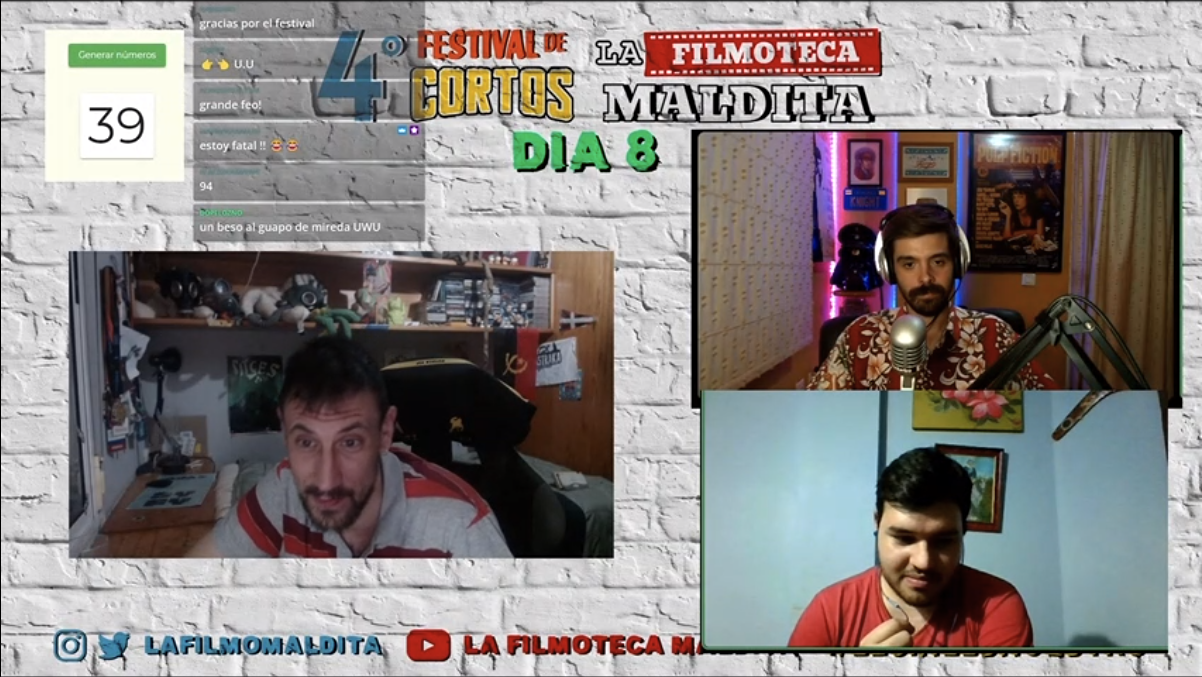 Generar números
39
gracias por el festival
U.U
grande feo!
estoy fatal !!
94
un beso al guapo de mireda UWU
4º FESTIVAL DE CORTOS
LA FILMOTECA MALDITA
DIA 8
KNIGHT
PULP FICTION
LAFILMOMALDITA
LA FILMOTECA MA